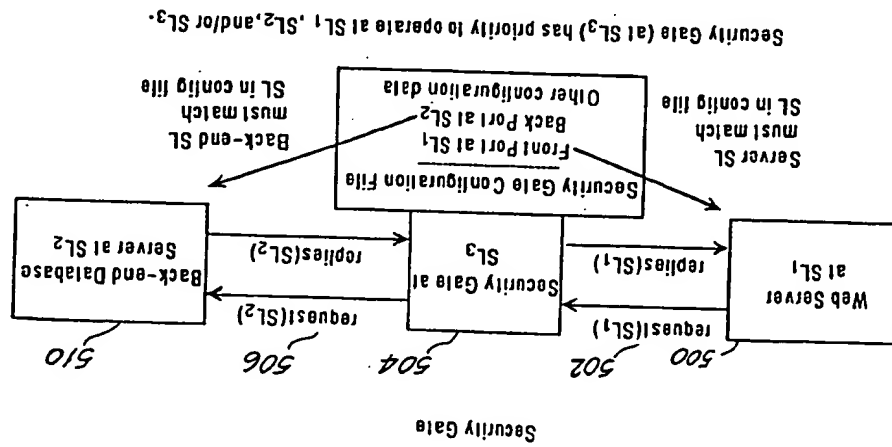 Security Gate
500
502
504
506
510
Web Server
at SL1
request(SL1)
replies(SL1)
Security Gate at
SL3
request(SL2)
replies(SL2)
Back-end Database
Server at SL2
Security Gate Configuration File
Front Port at SL1
Back Port at SL2
Other configuration data
Server SL
must match
SL in config file
Back-end SL
must match
SL in config file
Security Gate (at SL3) has priority to operate at SL1, SL2, and/or SL3.